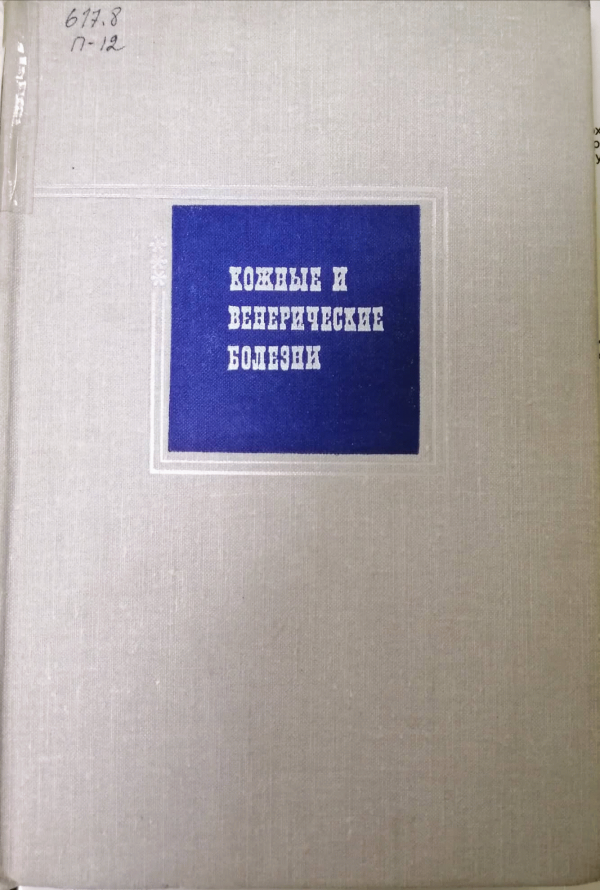 617.8
П-12
КОЖНЫЕ И
ВЕНЕРИЧЕСКИЕ
БОЛЕЗНИ